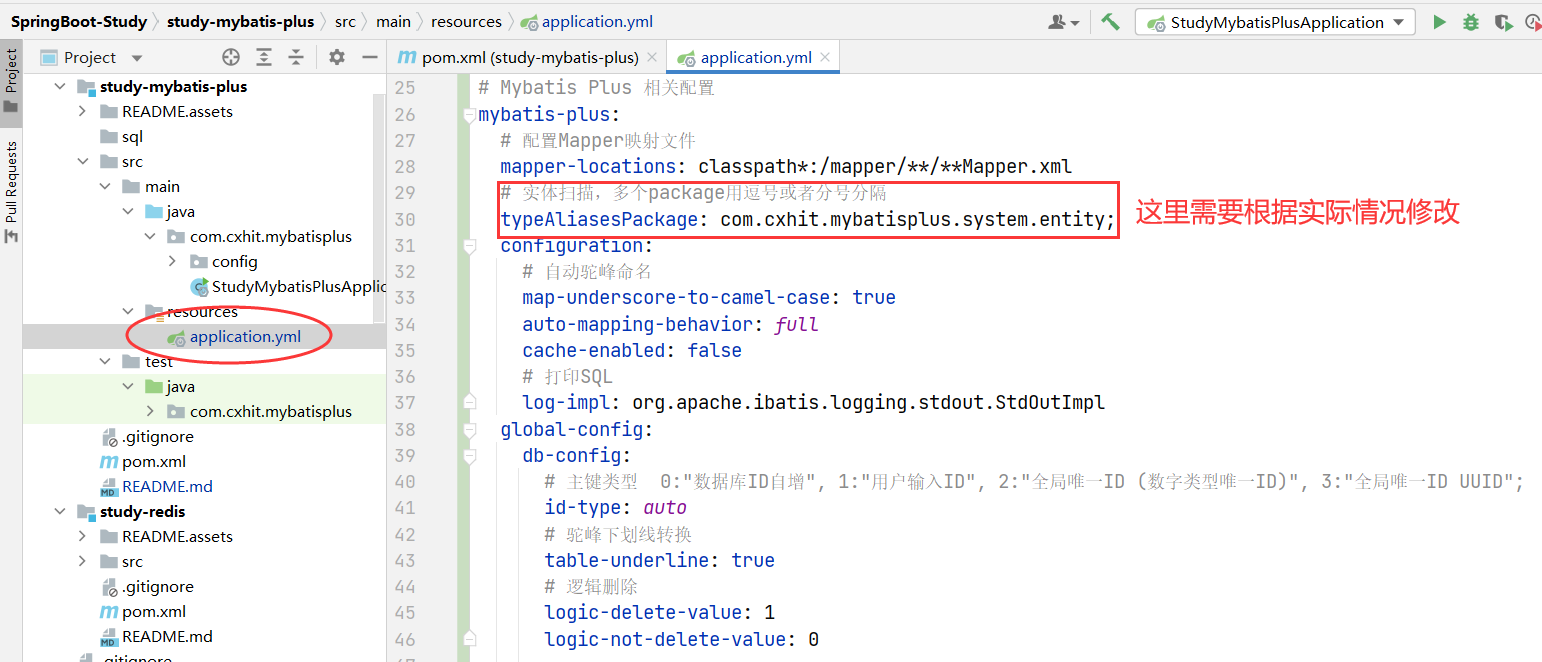 SpringBoot-Study study-mybatis-plus src main resources application.yml
StudyMybatisPlusApplication
Project
Pull Requests
Project
study-mybatis-plus
README.assets
sql
src
main
java
com.cxhit.mybatisplus
config
StudyMybatisPlusApplic
resources
application.yml
test
java
com.cxhit.mybatisplus
.gitignore
pom.xml
README.md
study-redis
README.assets
src
.gitignore
pom.xml
README.md
.gitignore
pom.xml (study-mybatis-plus) application.yml
25 # Mybatis Plus 相关配置
26 mybatis-plus:
27 # 配置Mapper映射文件
28 mapper-locations: classpath*:/mapper/**/**Mapper.xml
29 # 实体扫描，多个package用逗号或者分号分隔
30 typeAliasesPackage: com.cxhit.mybatisplus.system.entity;
这里需要根据实际情况修改
31 configuration:
32 # 自动驼峰命名
33 map-underscore-to-camel-case: true
34 auto-mapping-behavior: full
35 cache-enabled: false
36 # 打印SQL
37 log-impl: org.apache.ibatis.logging.stdout.StdOutImpl
38 global-config:
39 db-config:
40 # 主键类型  0:"数据库ID自增", 1:"用户输入ID", 2:"全局唯一ID (数字类型唯一ID)", 3:"全局唯一ID UUID";
41 id-type: auto
42 # 驼峰下划线转换
43 table-underline: true
44 # 逻辑删除
45 logic-delete-value: 1
46 logic-not-delete-value: 0